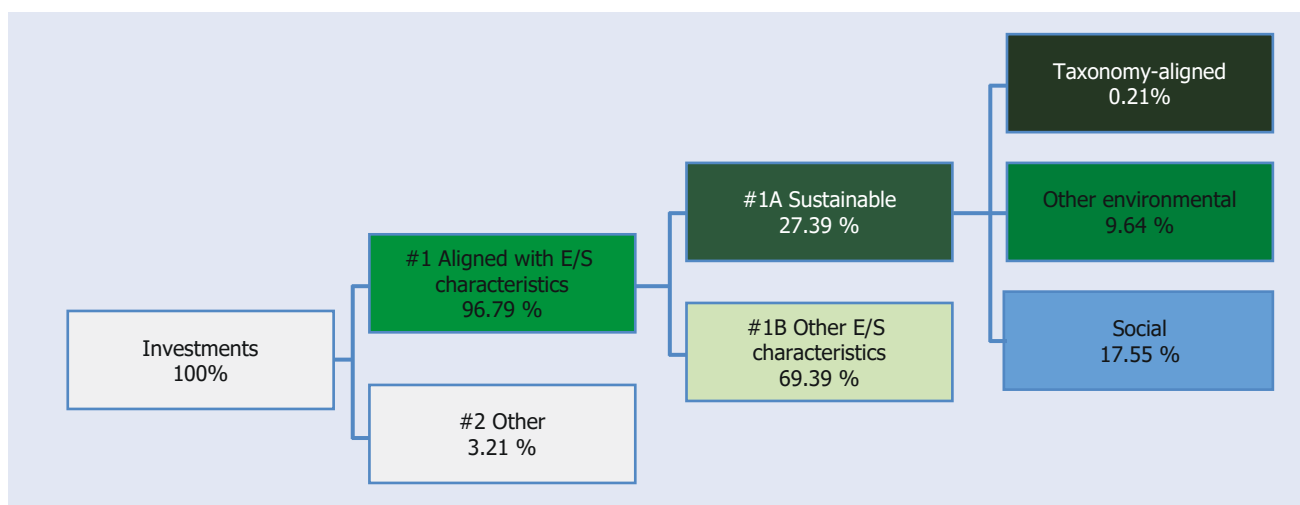 Investments
100%
#1 Aligned with E/S
characteristics
96.79 %
#2 Other
3.21 %
#1A Sustainable
27.39 %
#1B Other E/S
characteristics
69.39 %
Taxonomy-aligned
0.21%
Other environmental
9.64 %
Social
17.55 %